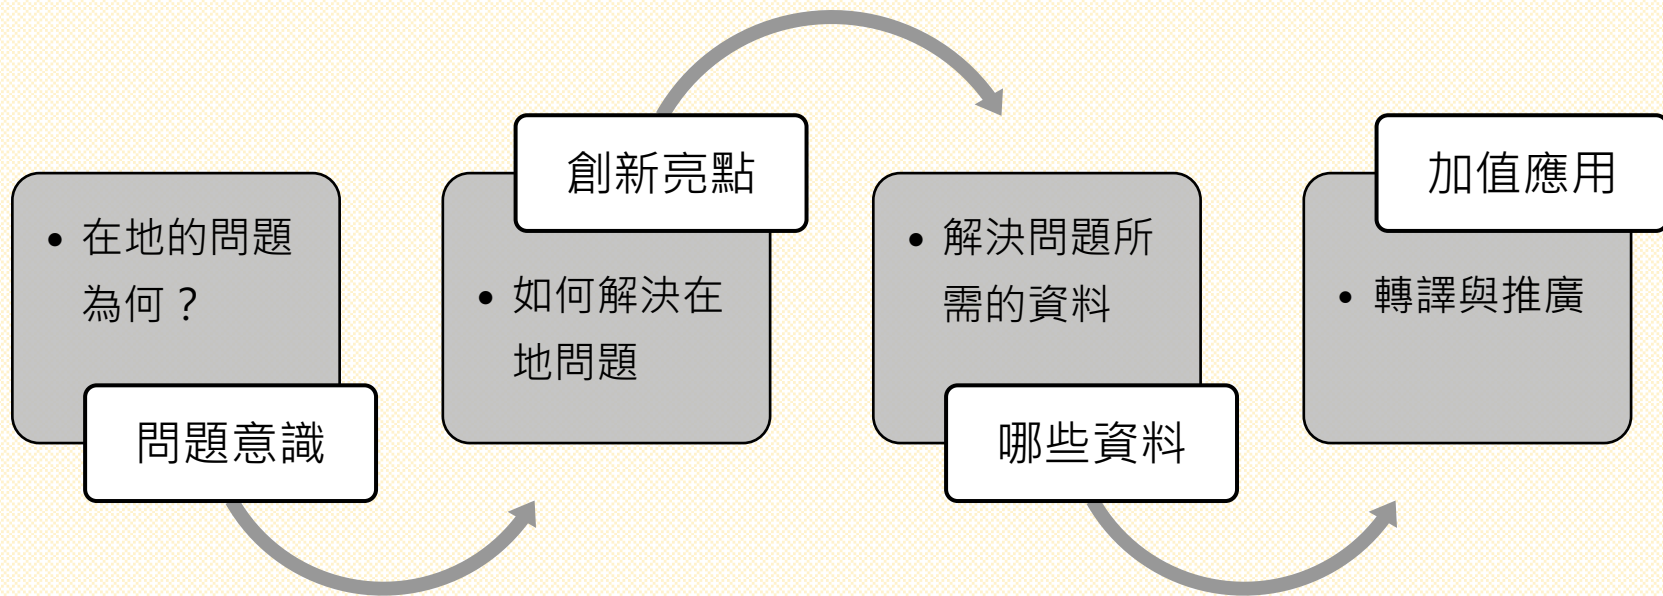 • 在地的問題
為何？
問題意識
創新亮點
• 如何解決在
地問題
• 解決問題所
需的資料
哪些資料
加值應用
• 轉譯與推廣